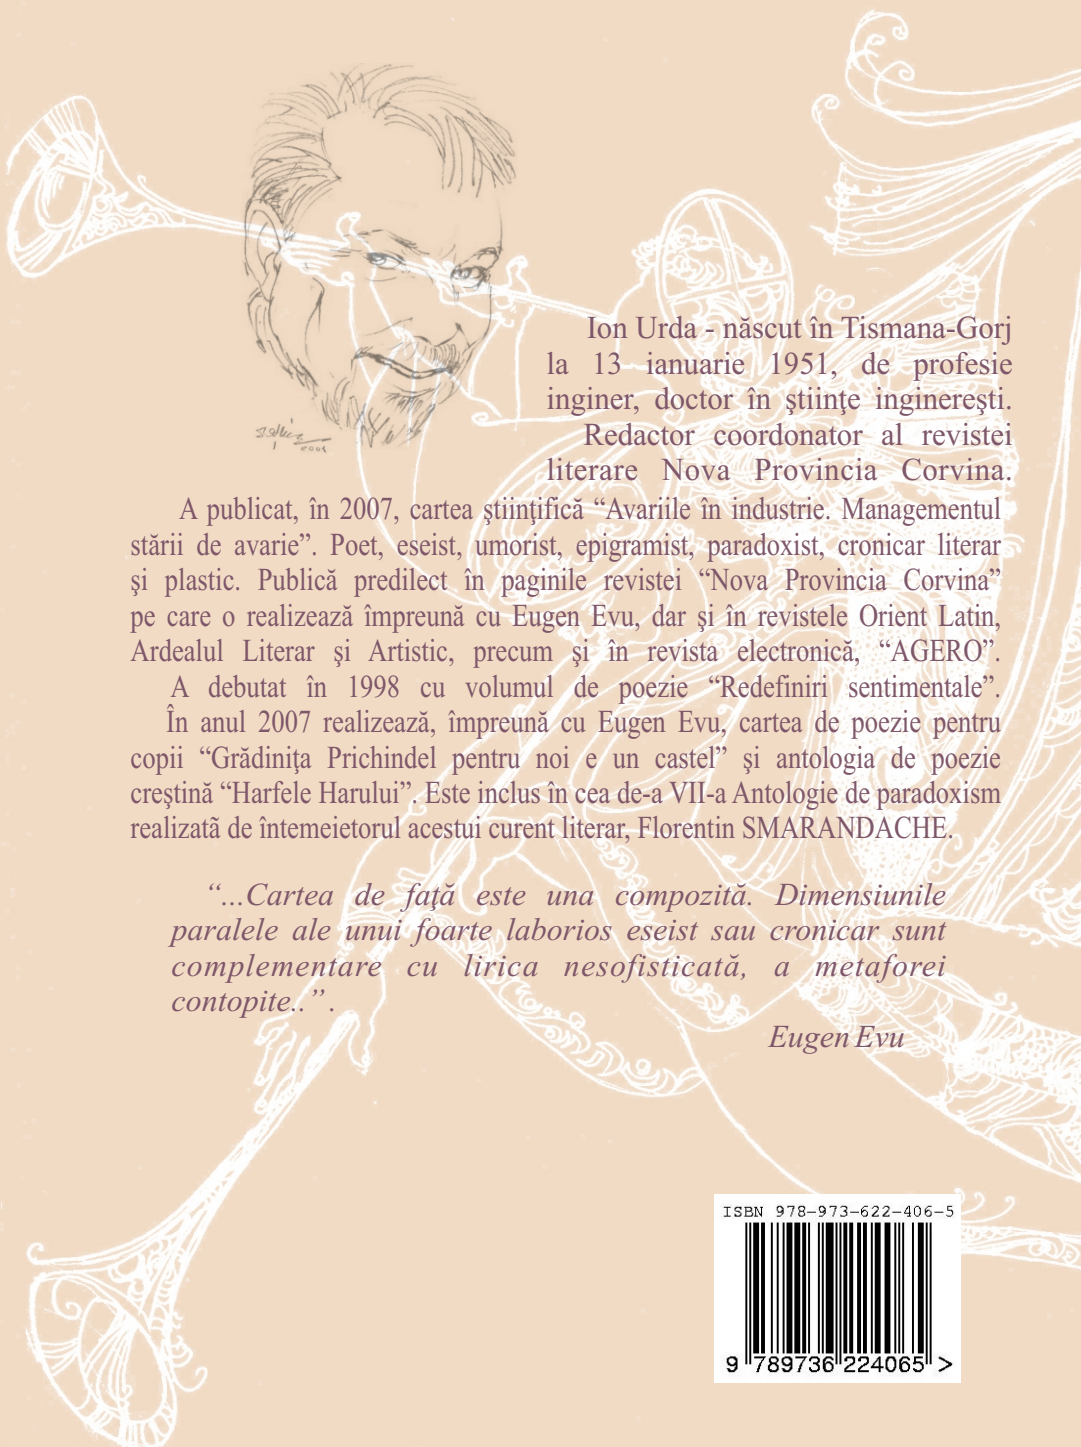 Ion Urda - născut în Tismana-Gorj
la 13 ianuarie 1951, de profesie
inginer, doctor în ştiinţe inginereşti.
Redactor coordonator al revistei
literare Nova Provincia Corvina.
A publicat, în 2007, cartea ştiinţifică “Avariile în industrie. Managementul
stării de avarie”. Poet, eseist, umorist, epigramist, paradoxist, cronicar literar
şi plastic. Publică predilect în paginile revistei “Nova Provincia Corvina”
pe care o realizează împreună cu Eugen Evu, dar şi în revistele Orient Latin,
Ardealul Literar şi Artistic, precum şi în revista electronică, “AGERO”.
A debutat în 1998 cu volumul de poezie “Redefiniri sentimentale”.
În anul 2007 realizează, împreună cu Eugen Evu, cartea de poezie pentru
copii “Grădiniţa Prichindel pentru noi e un castel” şi antologia de poezie
creştină “Harfele Harului”. Este inclus în cea de-a VII-a Antologie de paradoxism
realizatã de întemeietorul acestui curent literar, Florentin SMARANDACHE.
“...Cartea de faţă este una compozită. Dimensiunile
paralele ale unui foarte laborios eseist sau cronicar sunt
complementare cu lirica nesofisticată, a metaforei
contopite..”.
Eugen Evu
ISBN 978-973-622-406-5
9 789736 224065 >